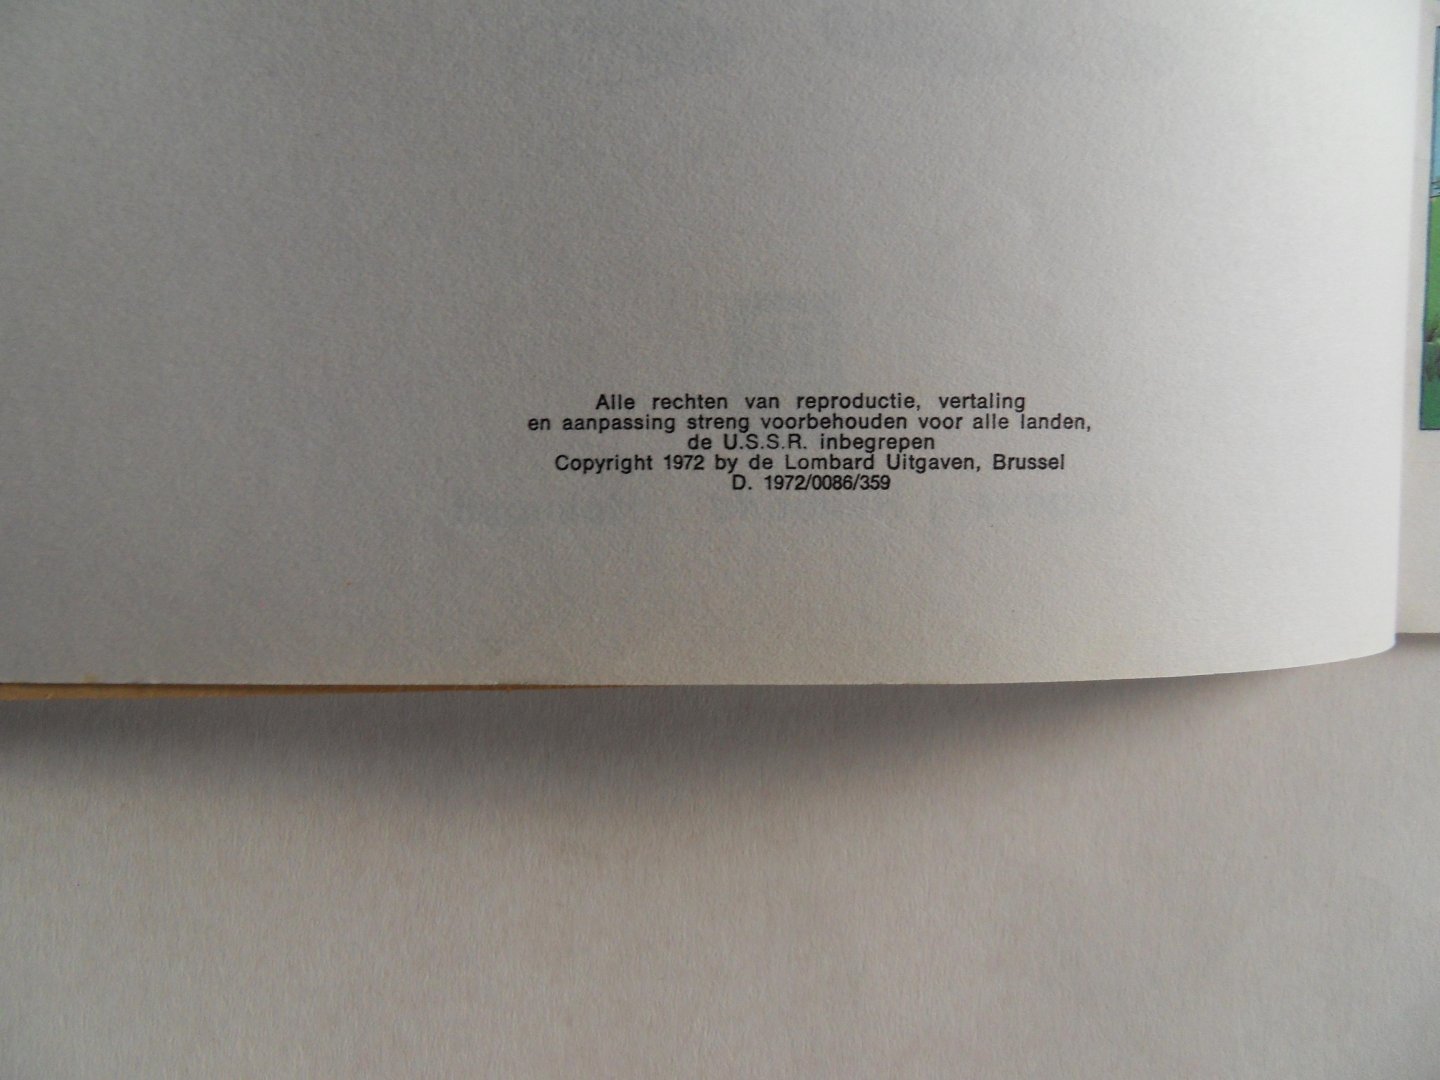 Alle rechten van reproductie, vertaling
en aanpassing streng voorbehouden voor alle landen,
de U.S.S.R. inbegrepen
Copyright 1972 by de Lombard Uitgaven, Brussel
D. 1972/0086/359